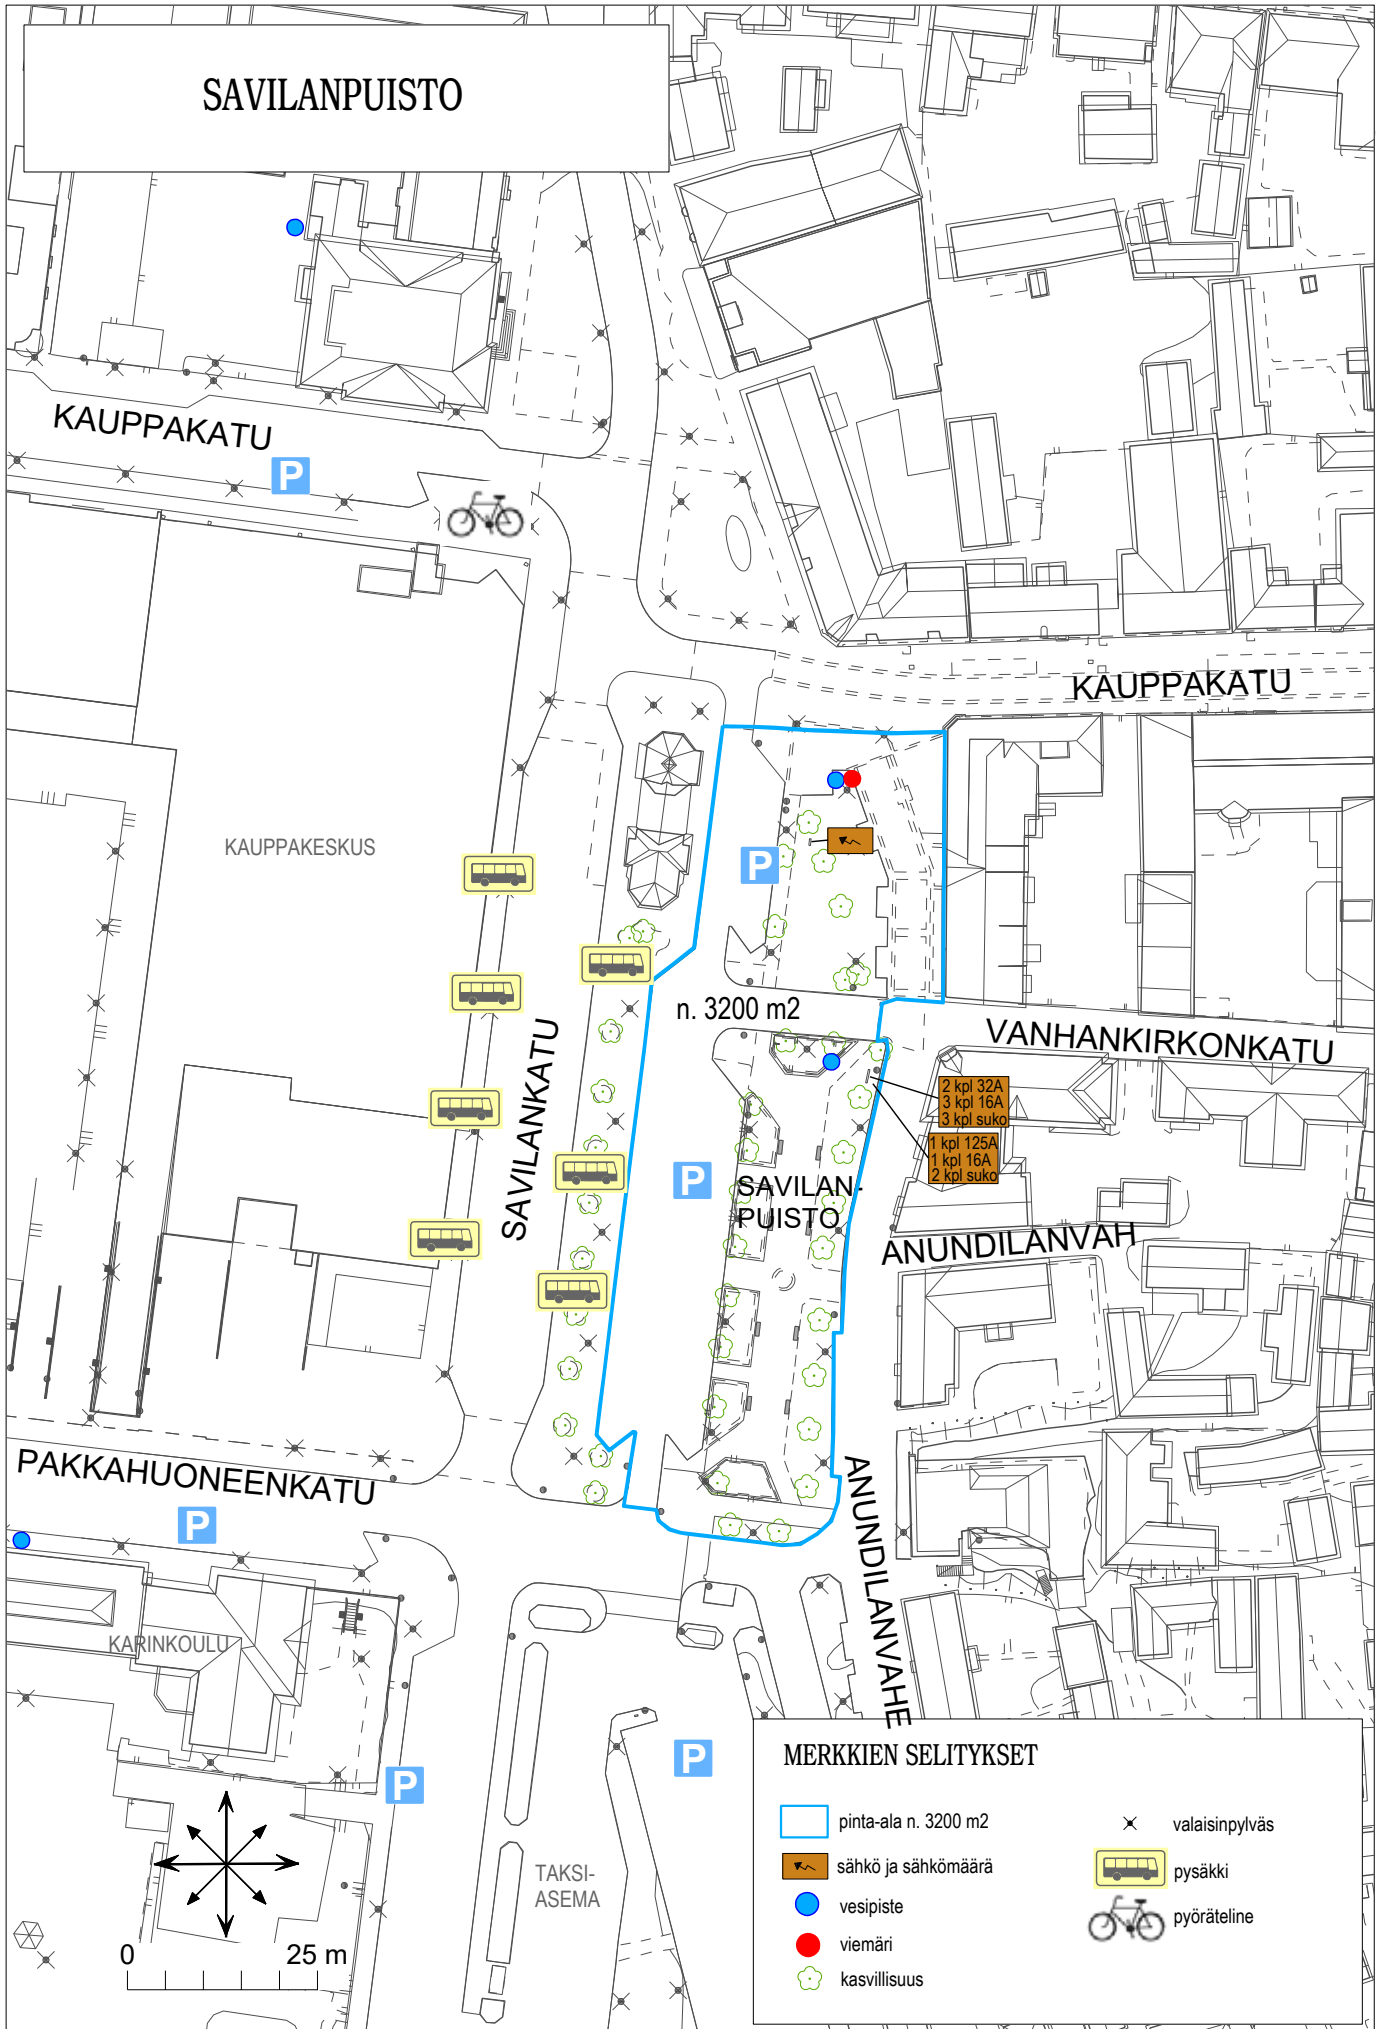 SAVILANPUISTO
KAUPPAKATU
P
KAUPPAKATU
KAUPPAKESKUS
P
n. 3200 m2
VANHANKIRKONKATU
SAVILANKATU
2 kpl 32A
3 kpl 16A
3 kpl suko
1 kpl 125A
1 kpl 16A
2 kpl suko
P
SAVILAN-
PUISTO
ANUNDILANVAH
PAKKAHUONEENKATU
P
ANUNDILANVAHE
KARINKOULU
P
P
TAKSI-
ASEMA
0 25 m
MERKKIEN SELITYKSET
pinta-ala n. 3200 m2
sähkö ja sähkömäärä
vesipiste
viemäri
kasvillisuus
valaisinpylväs
pysäkki
pyöräteline